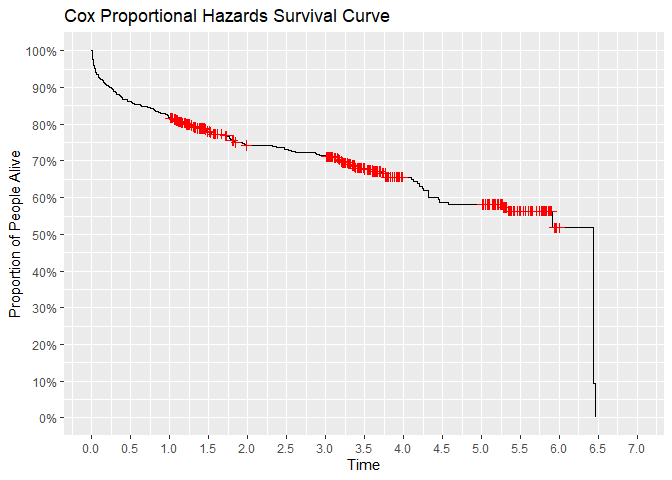 Cox Proportional Hazards Survival Curve
Proportion of People Alive
100%
90%
80%
70%
60%
50%
40%
30%
20%
10%
0%
0.0 0.5 1.0 1.5 2.0 2.5 3.0 3.5 4.0 4.5 5.0 5.5 6.0 6.5 7.0
Time